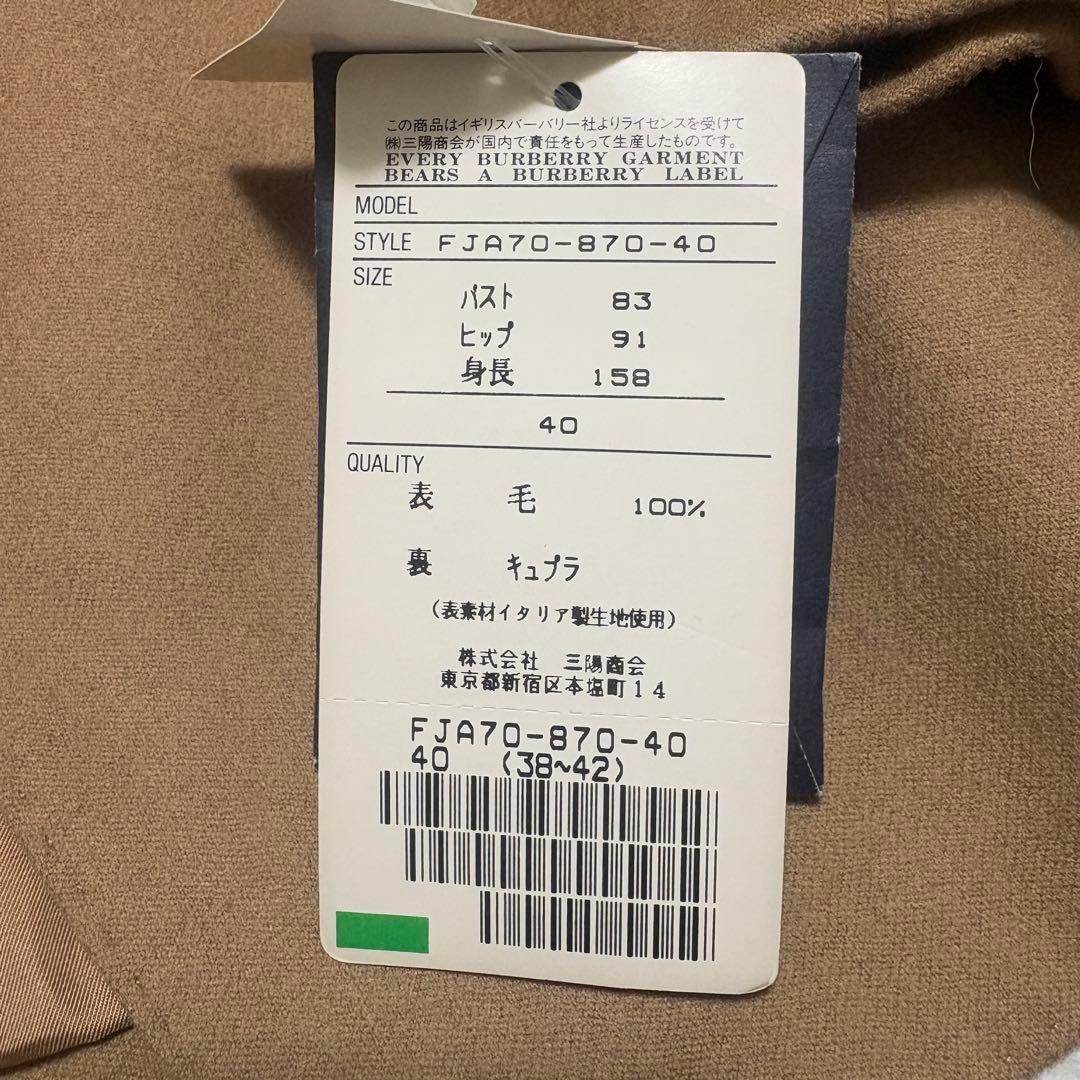 この商品はイギリスバーバリー社よりライセンスを受けて
㈱三陽商会が国内で責任をもって生産したものです。
EVERY BURBERRY GARMENT
BEARS A BURBERRY LABEL
MODEL
STYLE FJA70-870-40
SIZE
バスト 83
ヒップ 91
身長 158
40
QUALITY
表 毛 100%
裏 キュプラ
(表素材イタリア製生地使用)
株式会社 三陽商会
東京都新宿区本塩町14
FJA70-870-40
40 (38~42)